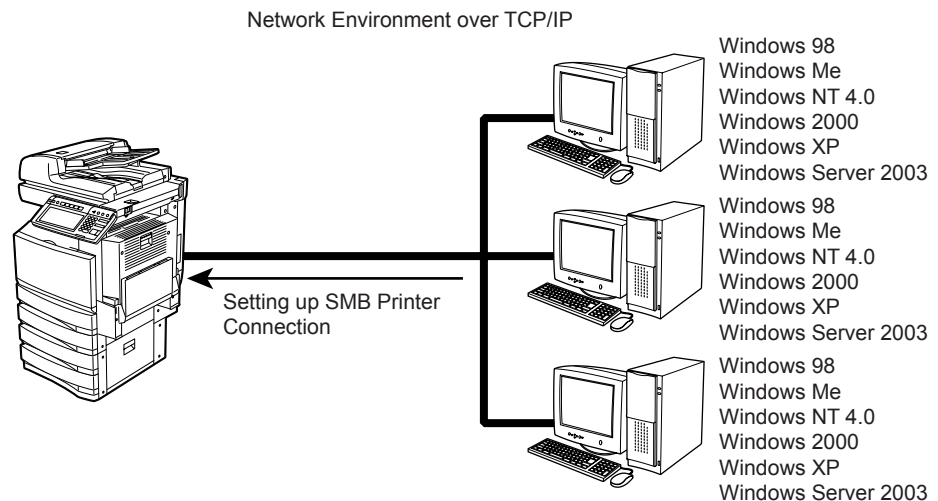 Network Environment over TCP/IP
Windows 98
Windows Me
Windows NT 4.0
Windows 2000
Windows XP
Windows Server 2003
Windows 98
Windows Me
Windows NT 4.0
Windows 2000
Windows XP
Windows Server 2003
Setting up SMB Printer
Connection
Windows 98
Windows Me
Windows NT 4.0
Windows 2000
Windows XP
Windows Server 2003